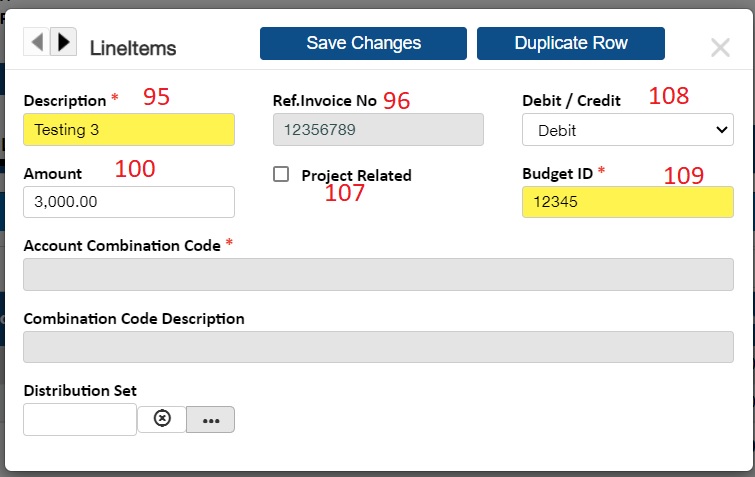 LineItems
Save Changes
Duplicate Row
Description * 95
Ref.Invoice No 96
Debit / Credit 108
Testing 3
12356789
Debit
Amount 100
Project Related
107
Budget ID * 109
3,000.00
12345
Account Combination Code *
Combination Code Description
Distribution Set
...